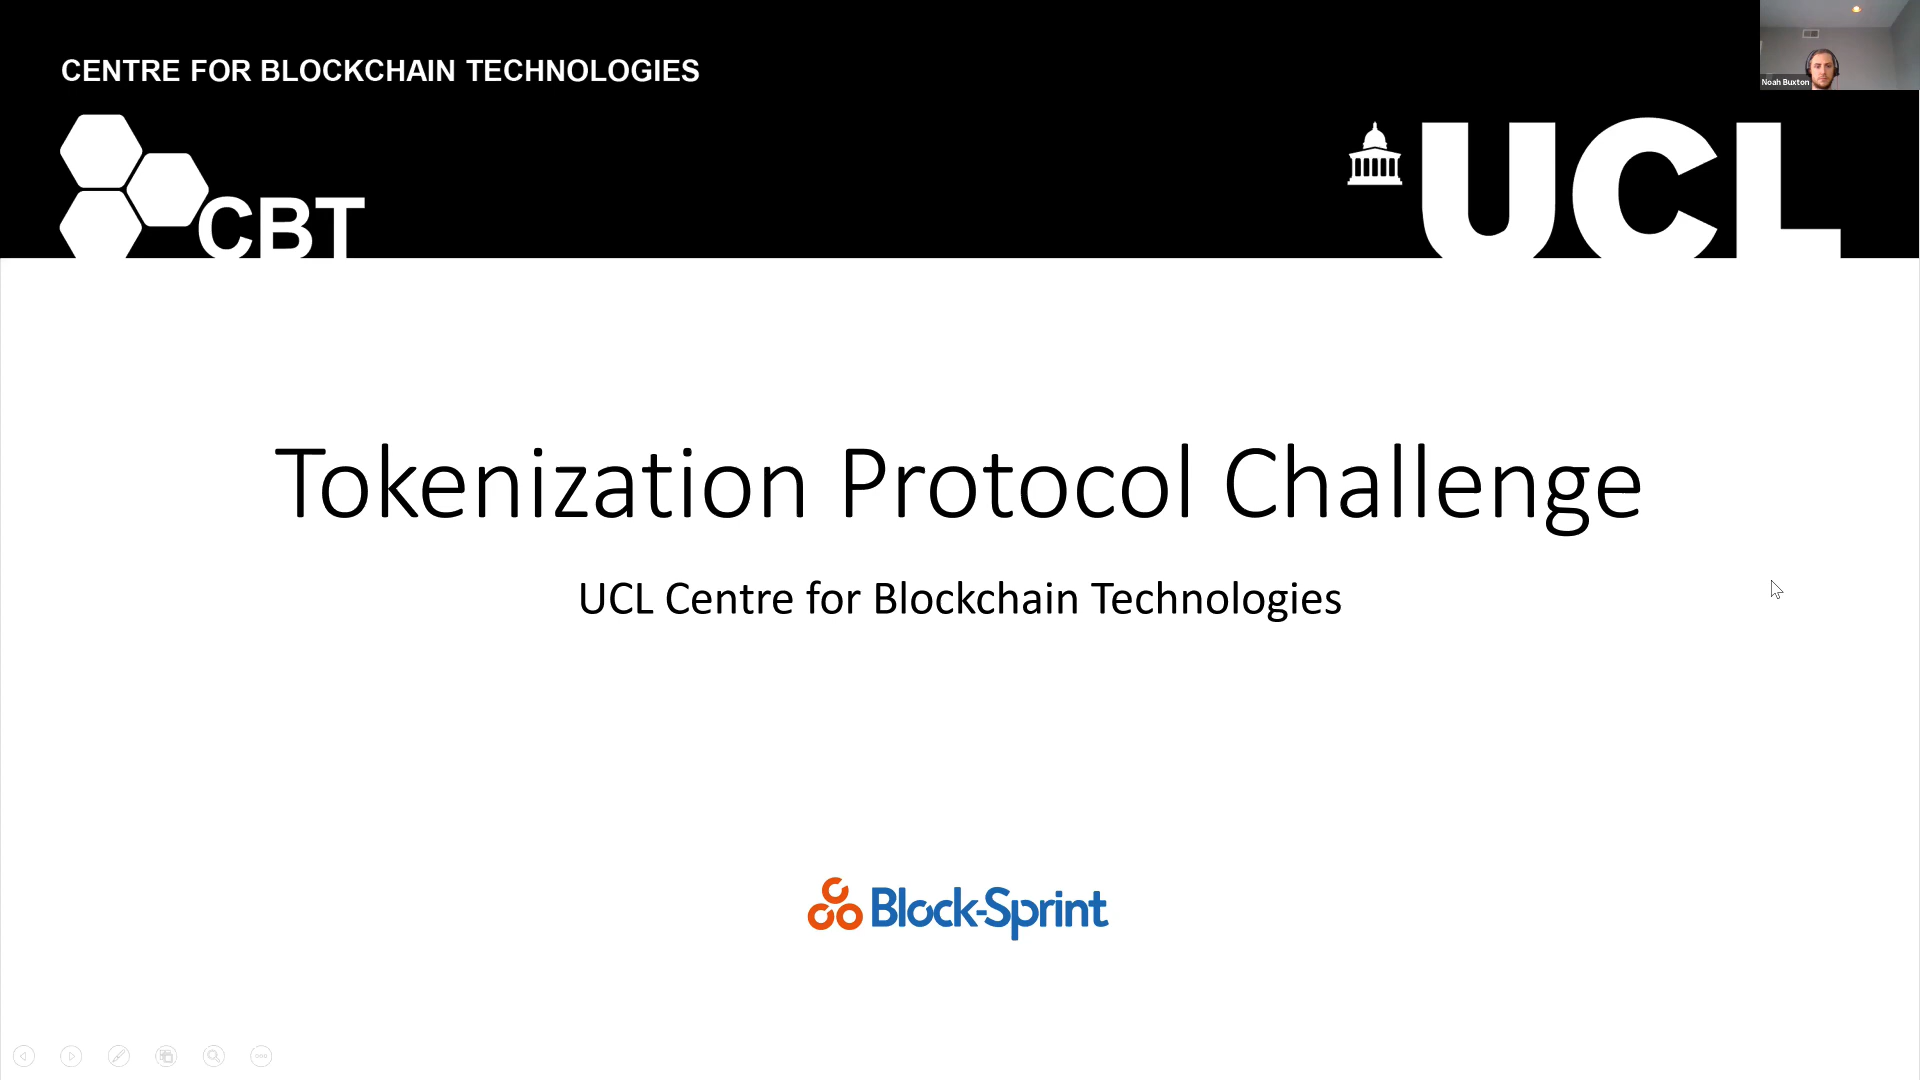 CENTRE FOR BLOCKCHAIN TECHNOLOGIES
Noah Buxton
CBT
UCL
Tokenization Protocol Challenge
UCL Centre for Blockchain Technologies
Block-Sprint